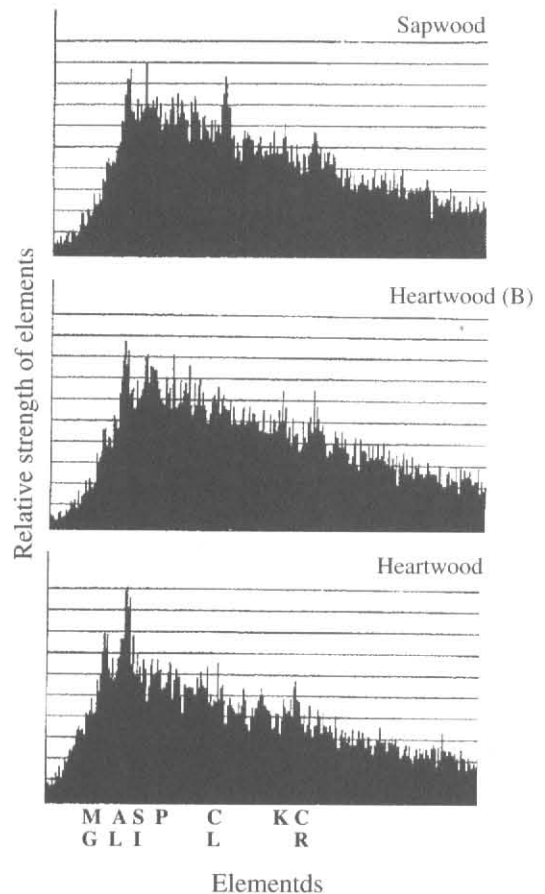 Sapwood
Heartwood (B)
Heartwood
Relative strength of elements
M A S P C K C
G L I L R
Elementds